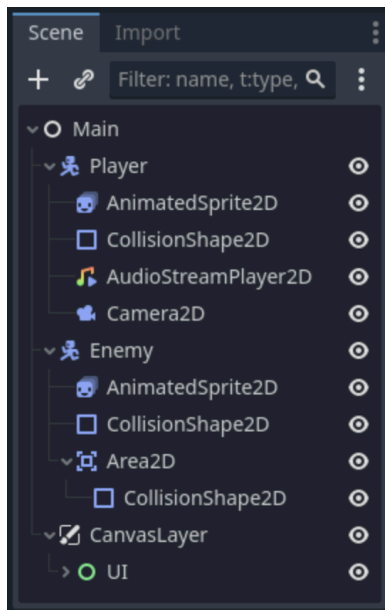 Scene Import
Filter: name, t:type,
Main
Player
AnimatedSprite2D
CollisionShape2D
AudioStreamPlayer2D
Camera2D
Enemy
AnimatedSprite2D
CollisionShape2D
Area2D
CollisionShape2D
CanvasLayer
UI